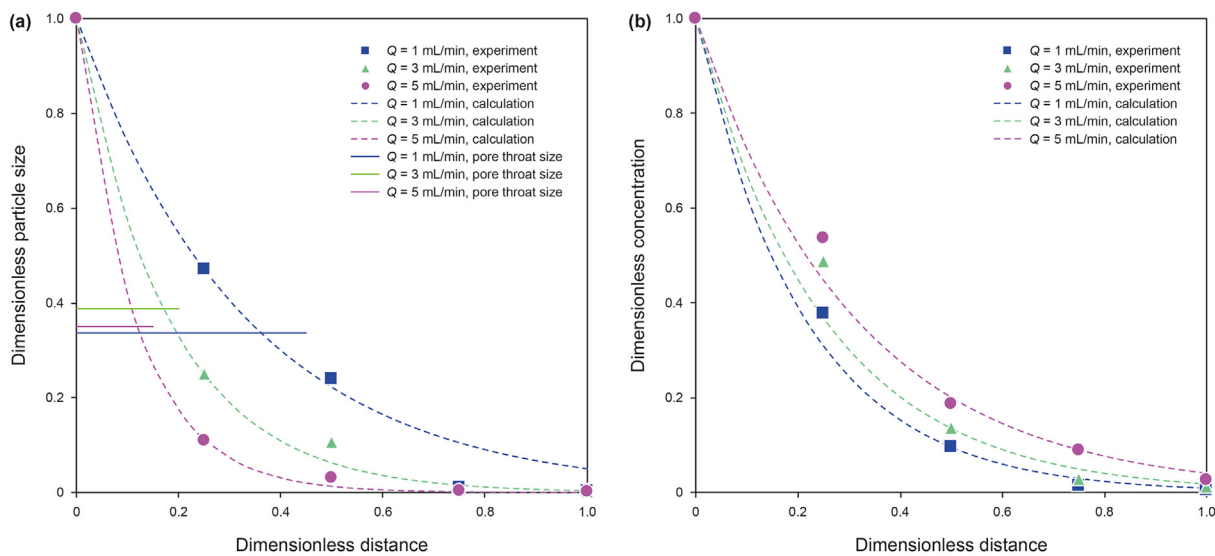 (a)
1.0
0.8
0.6
0.4
0.2
0
Dimensionless particle size
Q = 1 mL/min, experiment
Q = 3 mL/min, experiment
Q = 5 mL/min, experiment
Q = 1 mL/min, calculation
Q = 3 mL/min, calculation
Q = 5 mL/min, calculation
Q = 1 mL/min, pore throat size
Q = 3 mL/min, pore throat size
Q = 5 mL/min, pore throat size
0 0.2 0.4 0.6 0.8 1.0
Dimensionless distance
(b)
1.0
0.8
0.6
0.4
0.2
0
Dimensionless concentration
Q = 1 mL/min, experiment
Q = 3 mL/min, experiment
Q = 5 mL/min, experiment
Q = 1 mL/min, calculation
Q = 3 mL/min, calculation
Q = 5 mL/min, calculation
0 0.2 0.4 0.6 0.8 1.0
Dimensionless distance